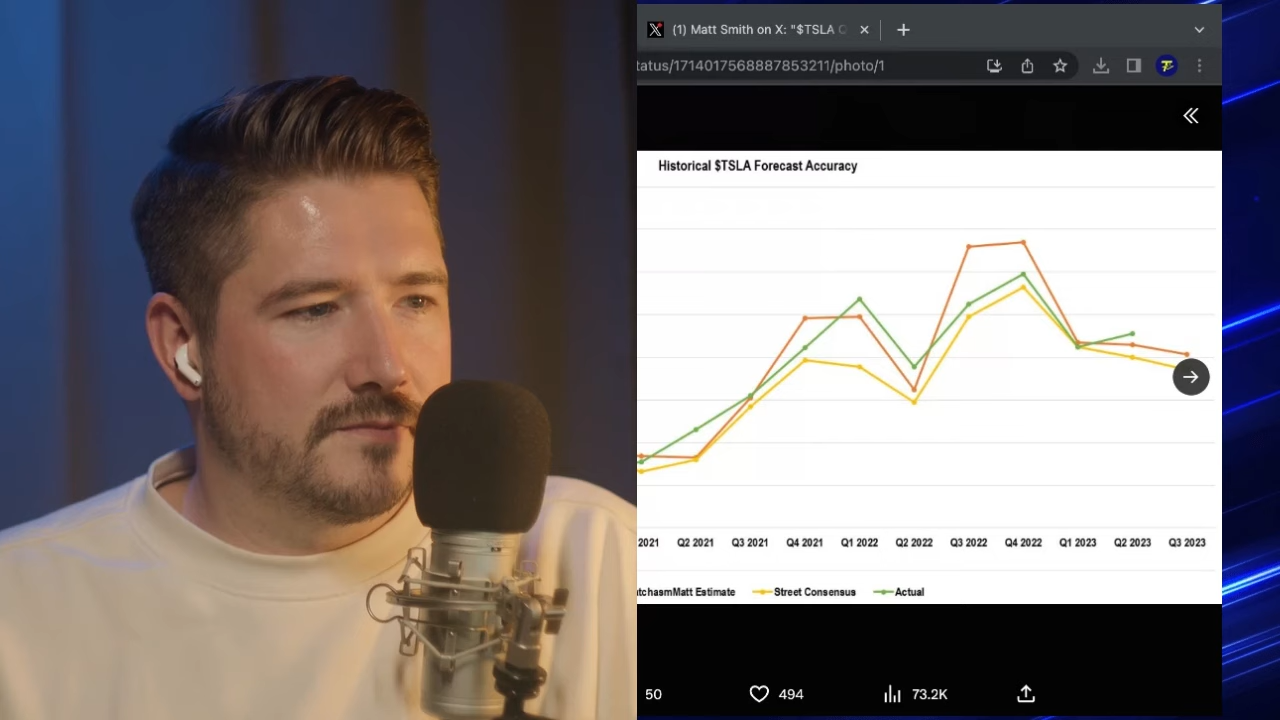 (1) Matt Smith on X: "$TSLA Q
tatus/1714017568887853211/photo/1
Historical $TSLA Forecast Accuracy
2021 Q2 2021 Q3 2021 Q4 2021 Q1 2022 Q2 2022 Q3 2022 Q4 2022 Q1 2023 Q2 2023 Q3 2023
tchasmMatt Estimate Street Consensus Actual
50 494 73.2K